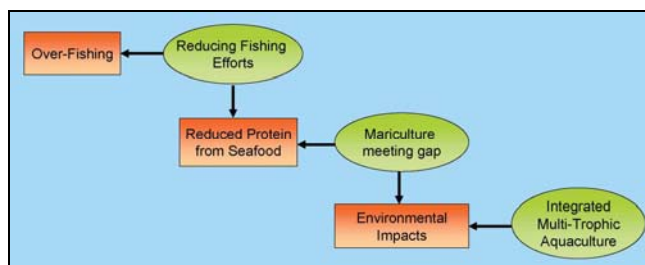 Over-Fishing
Reducing Fishing
Efforts
Reduced Protein
from Seafood
Mariculture
meeting gap
Environmental
Impacts
Integrated
Multi-Trophic
Aquaculture